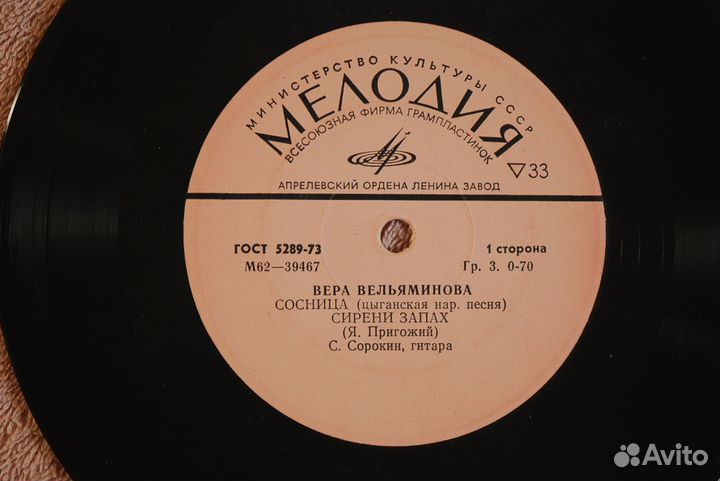 МИНИСТЕРСТВО КУЛЬТУРЫ СССР
МЕЛОДИЯ
ВСЕСОЮЗНАЯ ФИРМА ГРАМПЛАСТИНОК
▽33
АПРЕЛЕВСКИЙ ОРДЕНА ЛЕНИНА ЗАВОД
ГОСТ 5289-73 1 сторона
М62—39467 Гр. 3. 0-70
ВЕРА ВЕЛЬЯМИНОВА
СОСНИЦА (цыганская нар. песня)
СИРЕНИ ЗАПАХ
(Я. Пригожий)
С. Сорокин, гитара
Avito